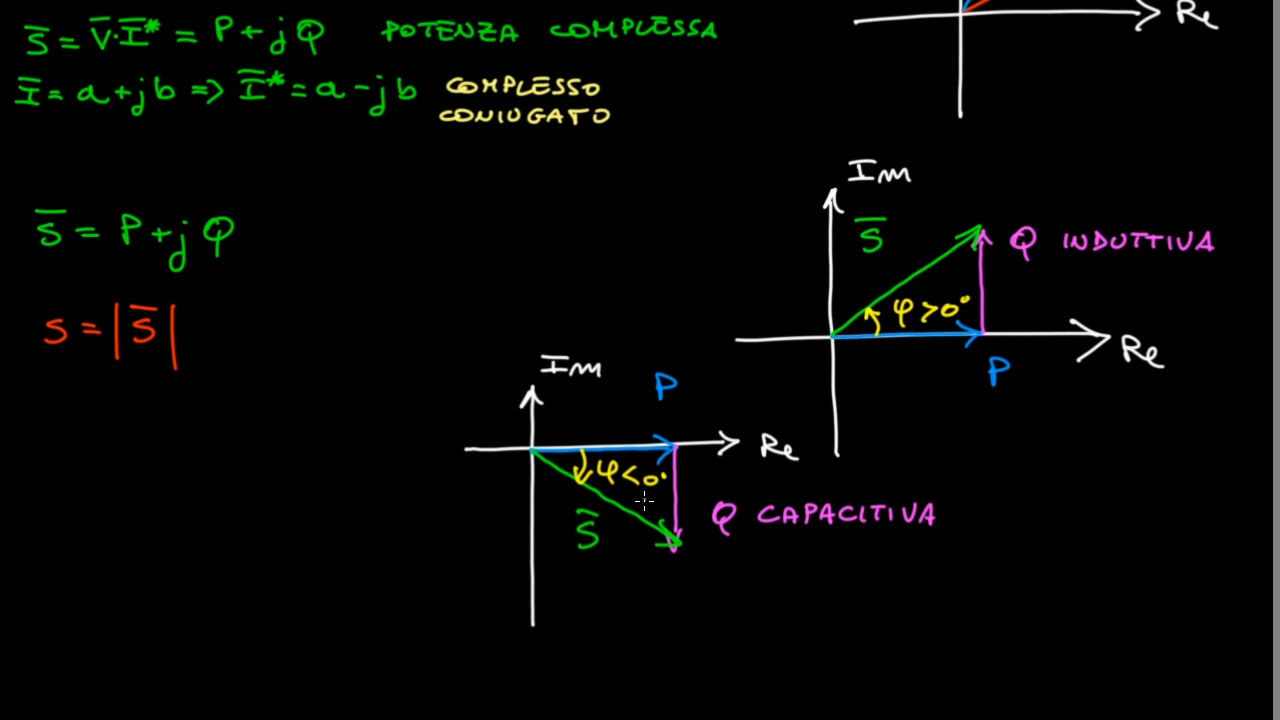 S̅ = V̅·I̅* = P + jQ POTENZA COMPLESSA
Re
I̅ = a + jb => I̅* = a - jb COMPLESSO
CONIUGATO
Im
S̅ = P + jQ
S̅
Q INDUTTIVA
φ>0°
S = |S̅|
Re
P
Im
P
Re
φ<0°
S̅
Q CAPACITIVA